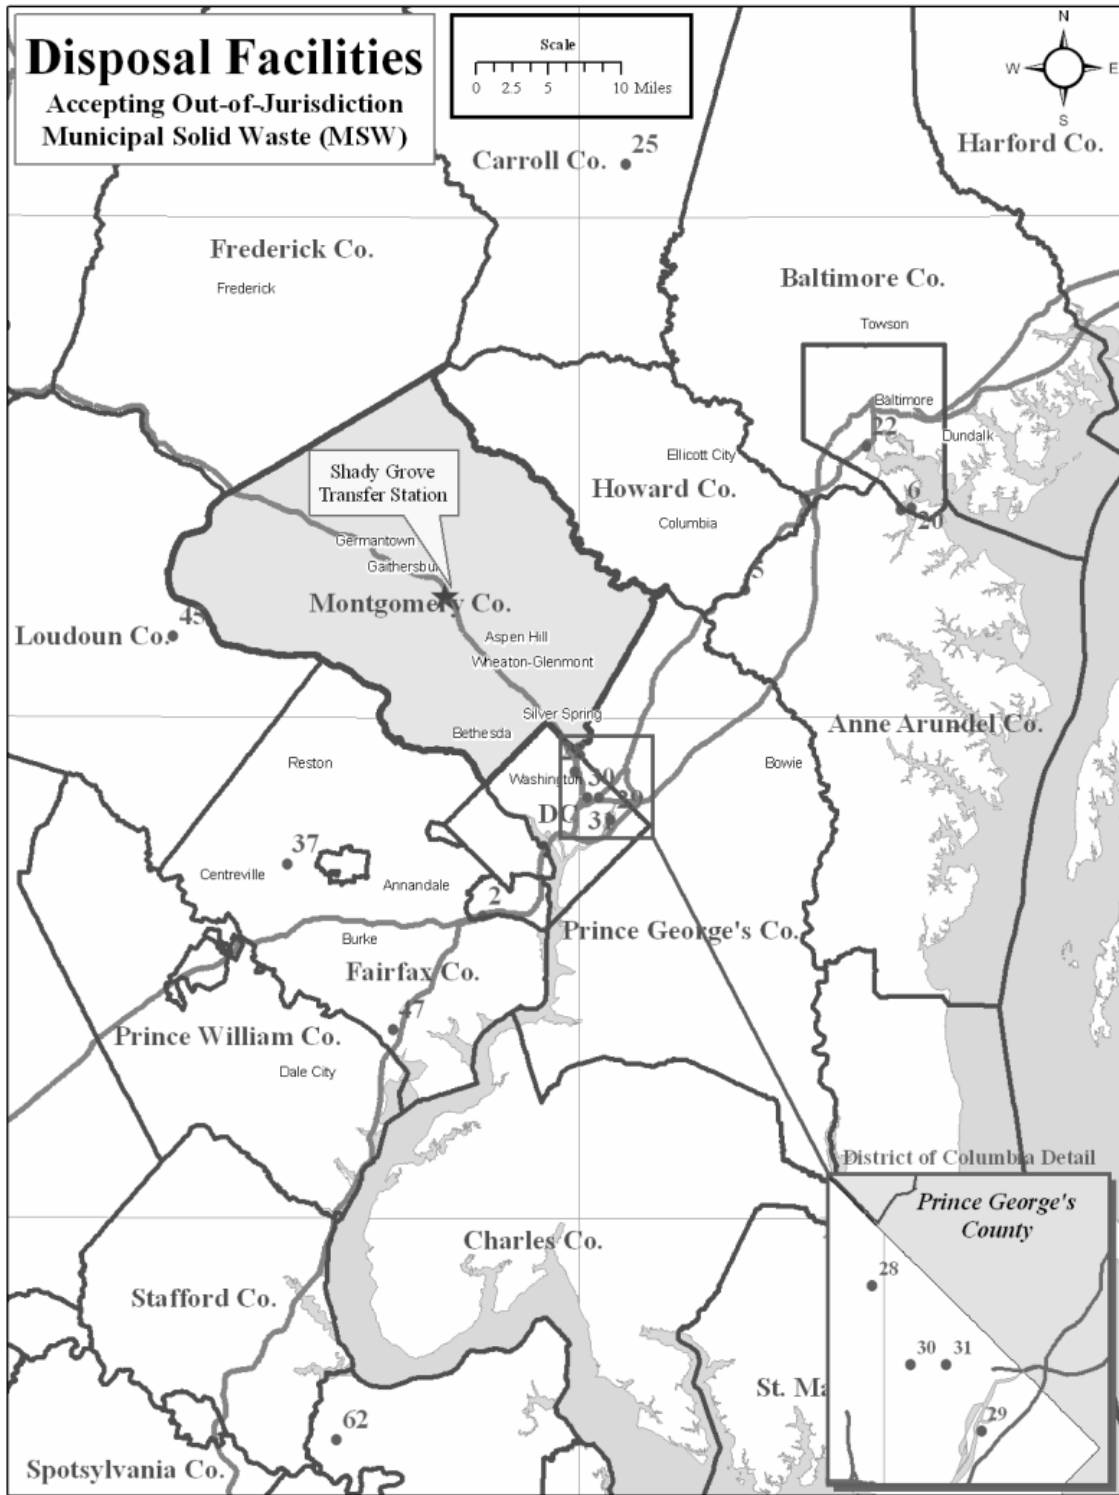 Disposal Facilities
Accepting Out-of-Jurisdiction
Municipal Solid Waste (MSW)
Scale
0 2.5 5 10 Miles
N
W E
S
Carroll Co.
25
Harford Co.
Frederick Co.
Frederick
Baltimore Co.
Towson
Baltimore
22
Dundalk
Ellicott City
Howard Co.
Columbia
6
20
Shady Grove
Transfer Station
Germantown
Montgomery Co.
45
Loudoun Co.
Aspen Hill
Wheaton-Glenmont
Silver Spring
Bethesda
Anne Arundel Co.
Reston
Bowie
Washington
30
29
DC
31
37
Centreville
Annandale
2
Burke
Prince George's Co.
Fairfax Co.
47
Prince William Co.
Dale City
District of Columbia Detail
Prince George's
County
28
30
31
29
Charles Co.
Stafford Co.
St.
62
Spotsylvania Co.